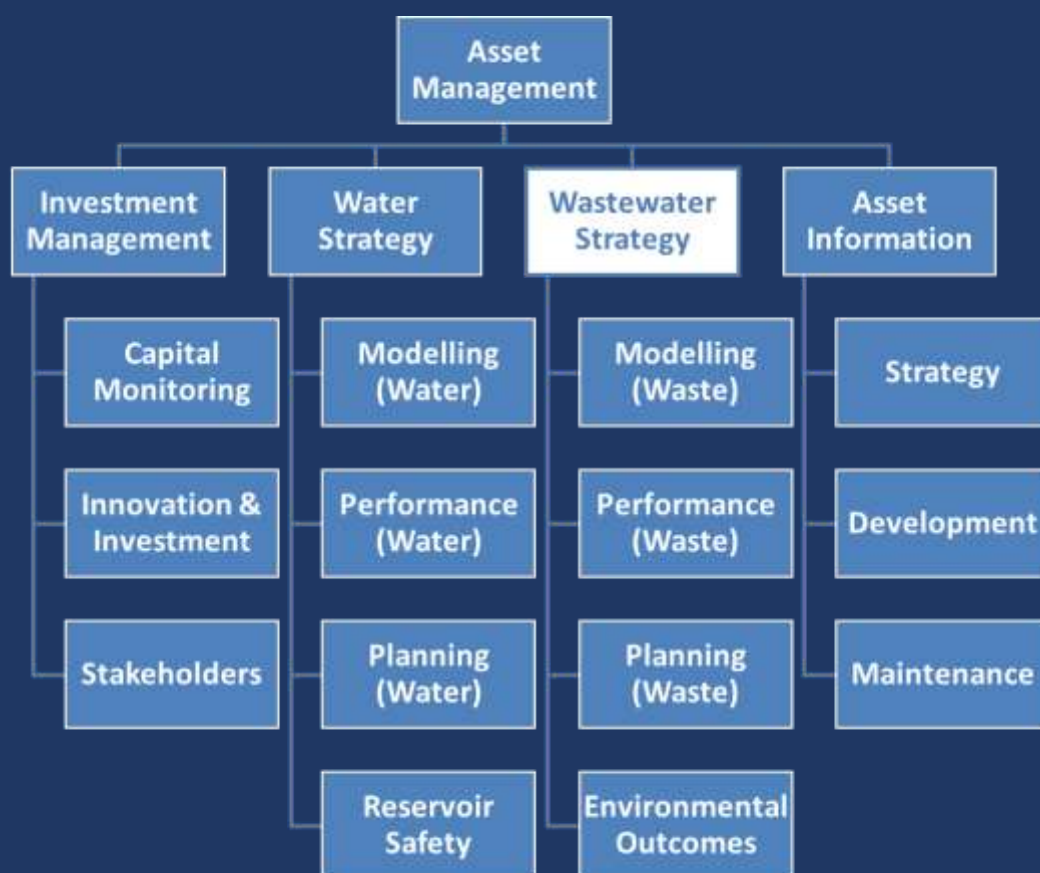 Asset
Management
Investment
Management
Water
Strategy
Wastewater
Strategy
Asset
Information
Capital
Monitoring
Modelling
(Water)
Modelling
(Waste)
Strategy
Innovation &
Investment
Performance
(Water)
Performance
(Waste)
Development
Stakeholders
Planning
(Water)
Planning
(Waste)
Maintenance
Reservoir
Safety
Environmental
Outcomes